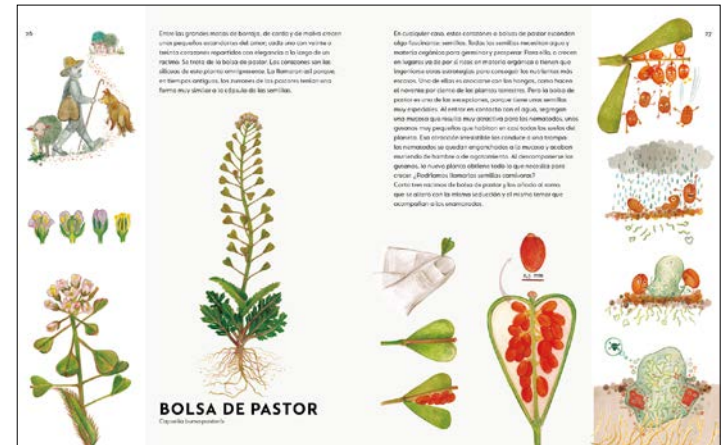 26
Entre las grandes matas de borraja, de cardo y de malva crecen
unos pequeños escondites del amor; cada uno con veinte o
treinta corazones repartidos con elegancia a lo largo de un
racimo. Se trata de la bolsa de pastor. Los corazones son las
silicuas de esta planta omnipresente. La llamaron así porque,
en tiempos antiguos, los zurrones de los pastores tenían una
forma muy similar a la cápsula de las semillas.
BOLSA DE PASTOR
Capsella bursa-pastoris
27
En cualquier caso, estos corazones o bolsas de pastor esconden
algo fascinante: semillas. Todas las semillas necesitan agua y
materia orgánica para germinar y prosperar. Para ello, o crecen
en lugares ya de por sí ricos en materia orgánica o tienen que
ingeniarse otras estrategias para conseguir los nutrientes más
escasos. Una de ellas es asociarse con los hongos, como hacen
el noventa por ciento de las plantas terrestres. Pero la bolsa de
pastor es una de las excepciones, porque tiene unas semillas
muy especiales. Al entrar en contacto con el agua, segregan
una mucosa que resulta muy atractiva para los nematodos, unos
gusanos muy pequeños que habitan en casi todos los suelos del
planeta. Esa atracción irresistible los conduce a una trampa:
los nematodos se quedan enganchados a la mucosa y acaban
muriendo de hambre o de agotamiento. Al descomponerse los
gusanos, la nueva planta obtiene todo lo que necesita para
crecer. ¿Podríamos llamarlas semillas carnívoras?
Corto tres racimos de bolsa de pastor y los añado al ramo,
que se altera con la misma seducción y el mismo temor que
acompañan a los enamorados.